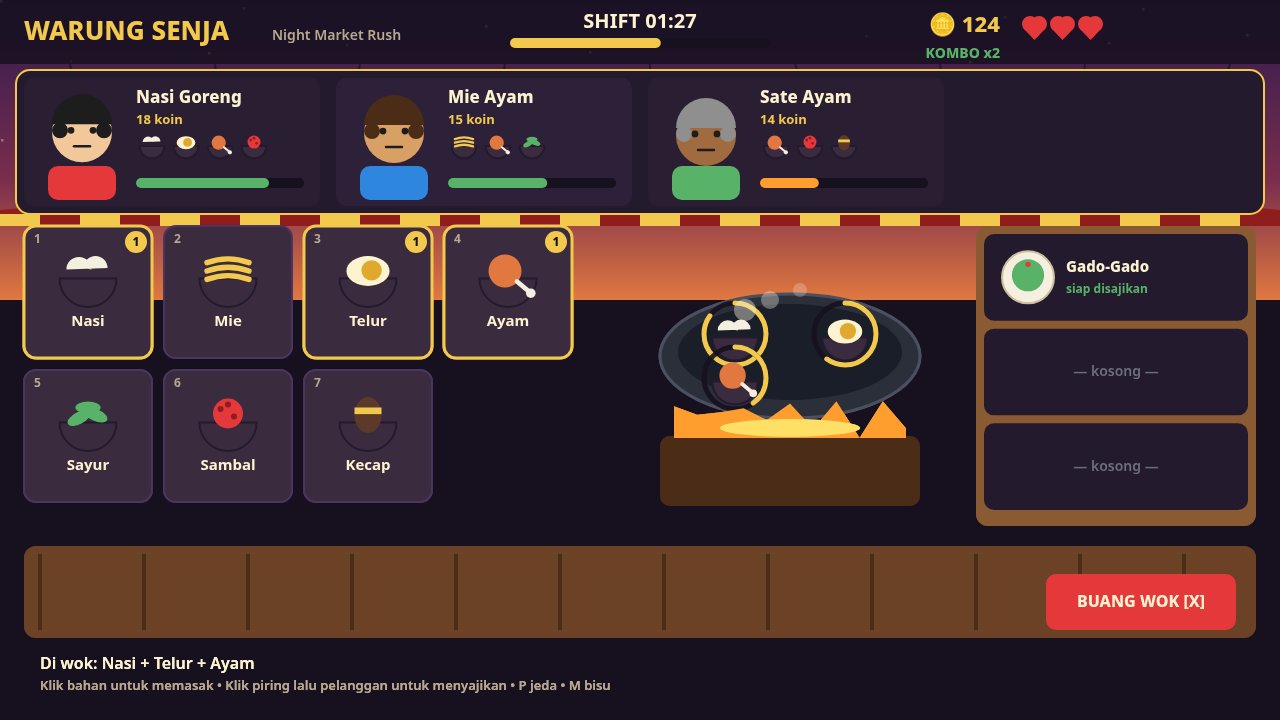 WARUNG SENJA
Night Market Rush
SHIFT 01:27
🪙 124
KOMBO x2
Nasi Goreng
18 koin
Mie Ayam
15 koin
Sate Ayam
14 koin
1
1
Nasi
2
Mie
3
1
Telur
4
1
Ayam
5
Sayur
6
Sambal
7
Kecap
Gado-Gado
siap disajikan
— kosong —
— kosong —
BUANG WOK [X]
Di wok: Nasi + Telur + Ayam
Klik bahan untuk memasak • Klik piring lalu pelanggan untuk menyajikan • P jeda • M bisu